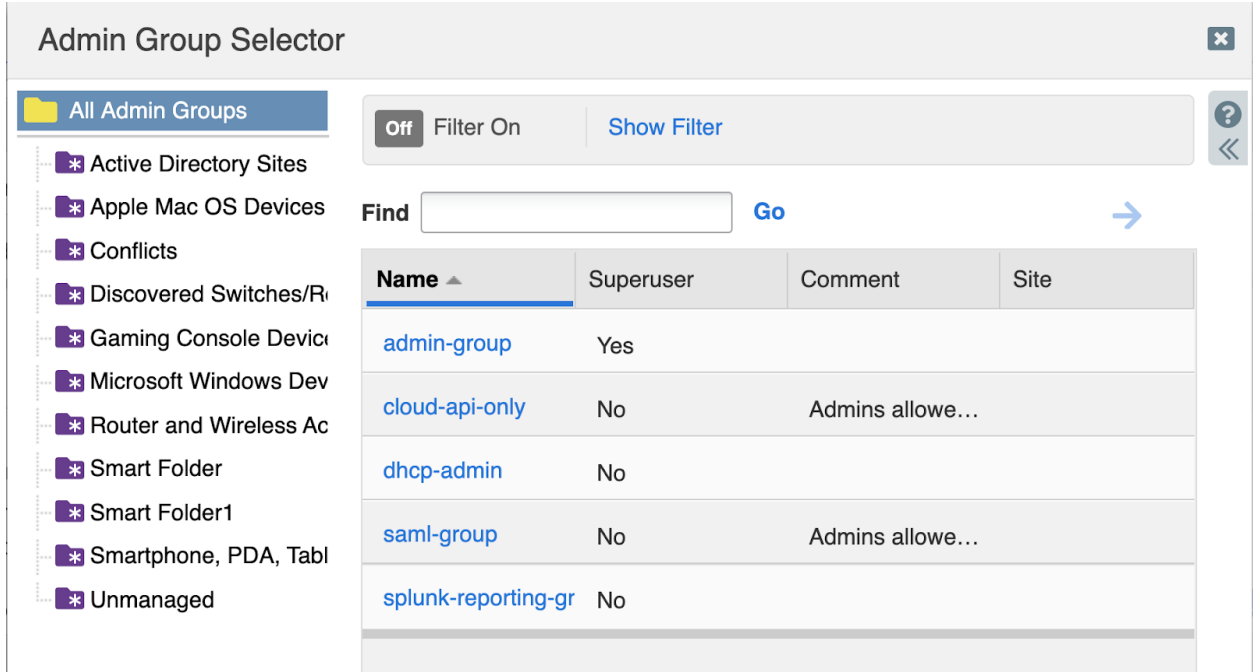 Admin Group Selector
All Admin Groups
Active Directory Sites
Apple Mac OS Devices
Conflicts
Discovered Switches/R
Gaming Console Device
Microsoft Windows Dev
Router and Wireless Ac
Smart Folder
Smart Folder1
Smartphone, PDA, Tabl
Unmanaged
Off Filter On Show Filter
Find Go
Name Superuser Comment Site
admin-group Yes
cloud-api-only No Admins allowe…
dhcp-admin No
saml-group No Admins allowe…
splunk-reporting-gr No